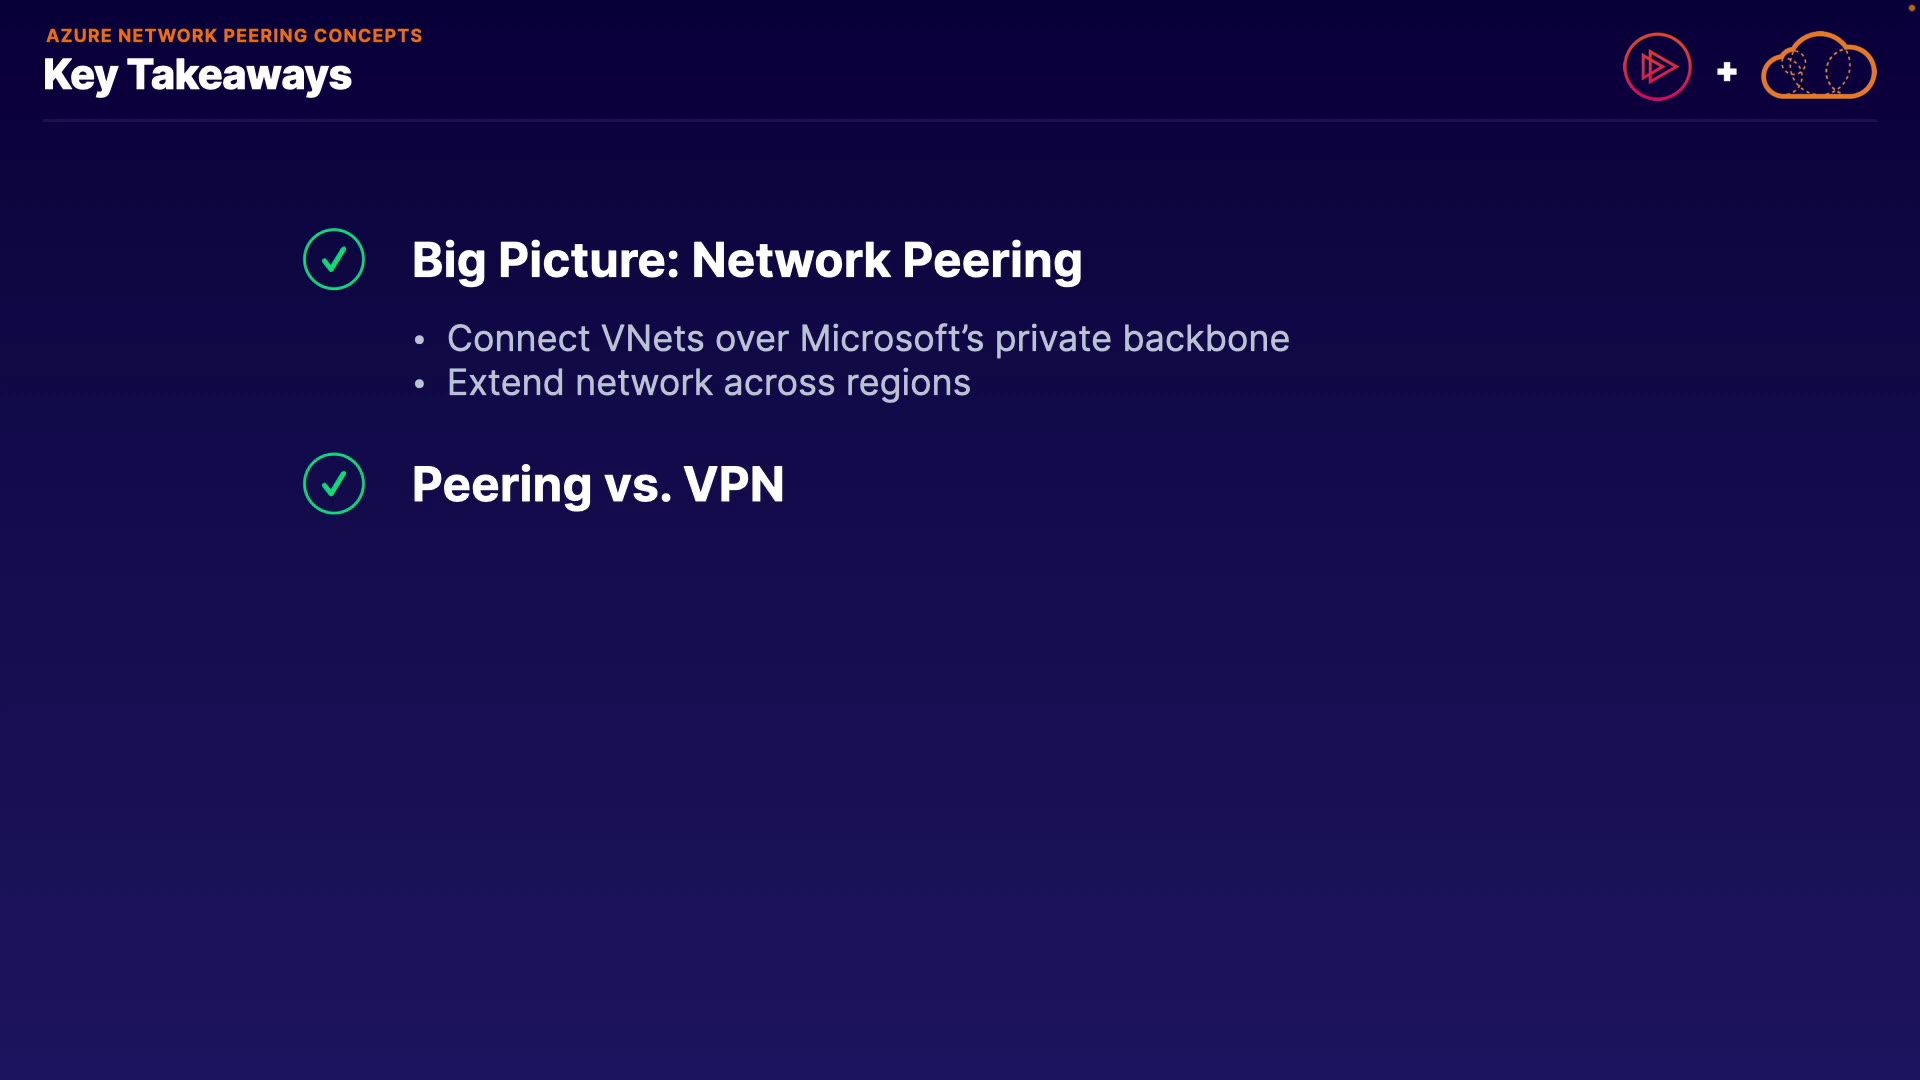 AZURE NETWORK PEERING CONCEPTS
Key Takeaways
Big Picture: Network Peering
• Connect VNets over Microsoft’s private backbone
• Extend network across regions
Peering vs. VPN